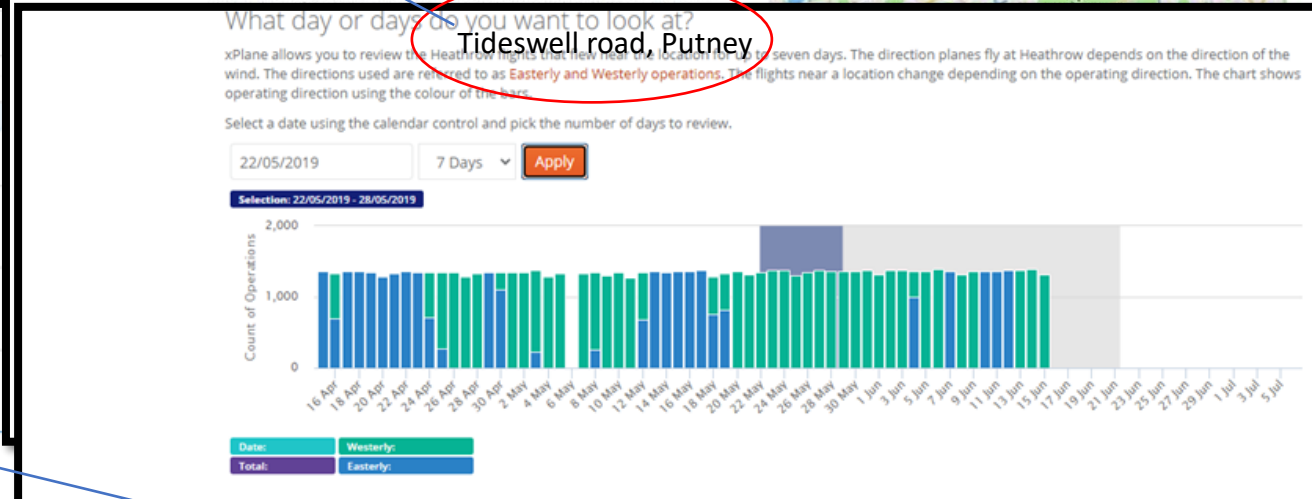 What day or days do you want to look at?
Tideswell road, Putney
xPlane allows you to review the Heathrow flights that flew near the location for up to seven days. The direction planes fly at Heathrow depends on the direction of the
wind. The directions used are referred to as Easterly and Westerly operations. The flights near a location change depending on the operating direction. The chart shows
operating direction using the colour of the bars.
Select a date using the calendar control and pick the number of days to review.
22/05/2019 7 Days Apply
Selection: 22/05/2019 - 28/05/2019
2,000
1,000
0
Count of Operations
16 Apr 18 Apr 20 Apr 22 Apr 24 Apr 26 Apr 28 Apr 30 Apr 2 May 4 May 6 May 8 May 10 May 12 May 14 May 16 May 18 May 20 May 22 May 24 May 26 May 28 May 30 May 1 Jun 3 Jun 5 Jun 7 Jun 9 Jun 11 Jun 13 Jun 15 Jun 17 Jun 19 Jun 21 Jun 23 Jun 25 Jun 27 Jun 29 Jun 1 Jul 3 Jul 5 Jul
Date: Westerly:
Total: Easterly: